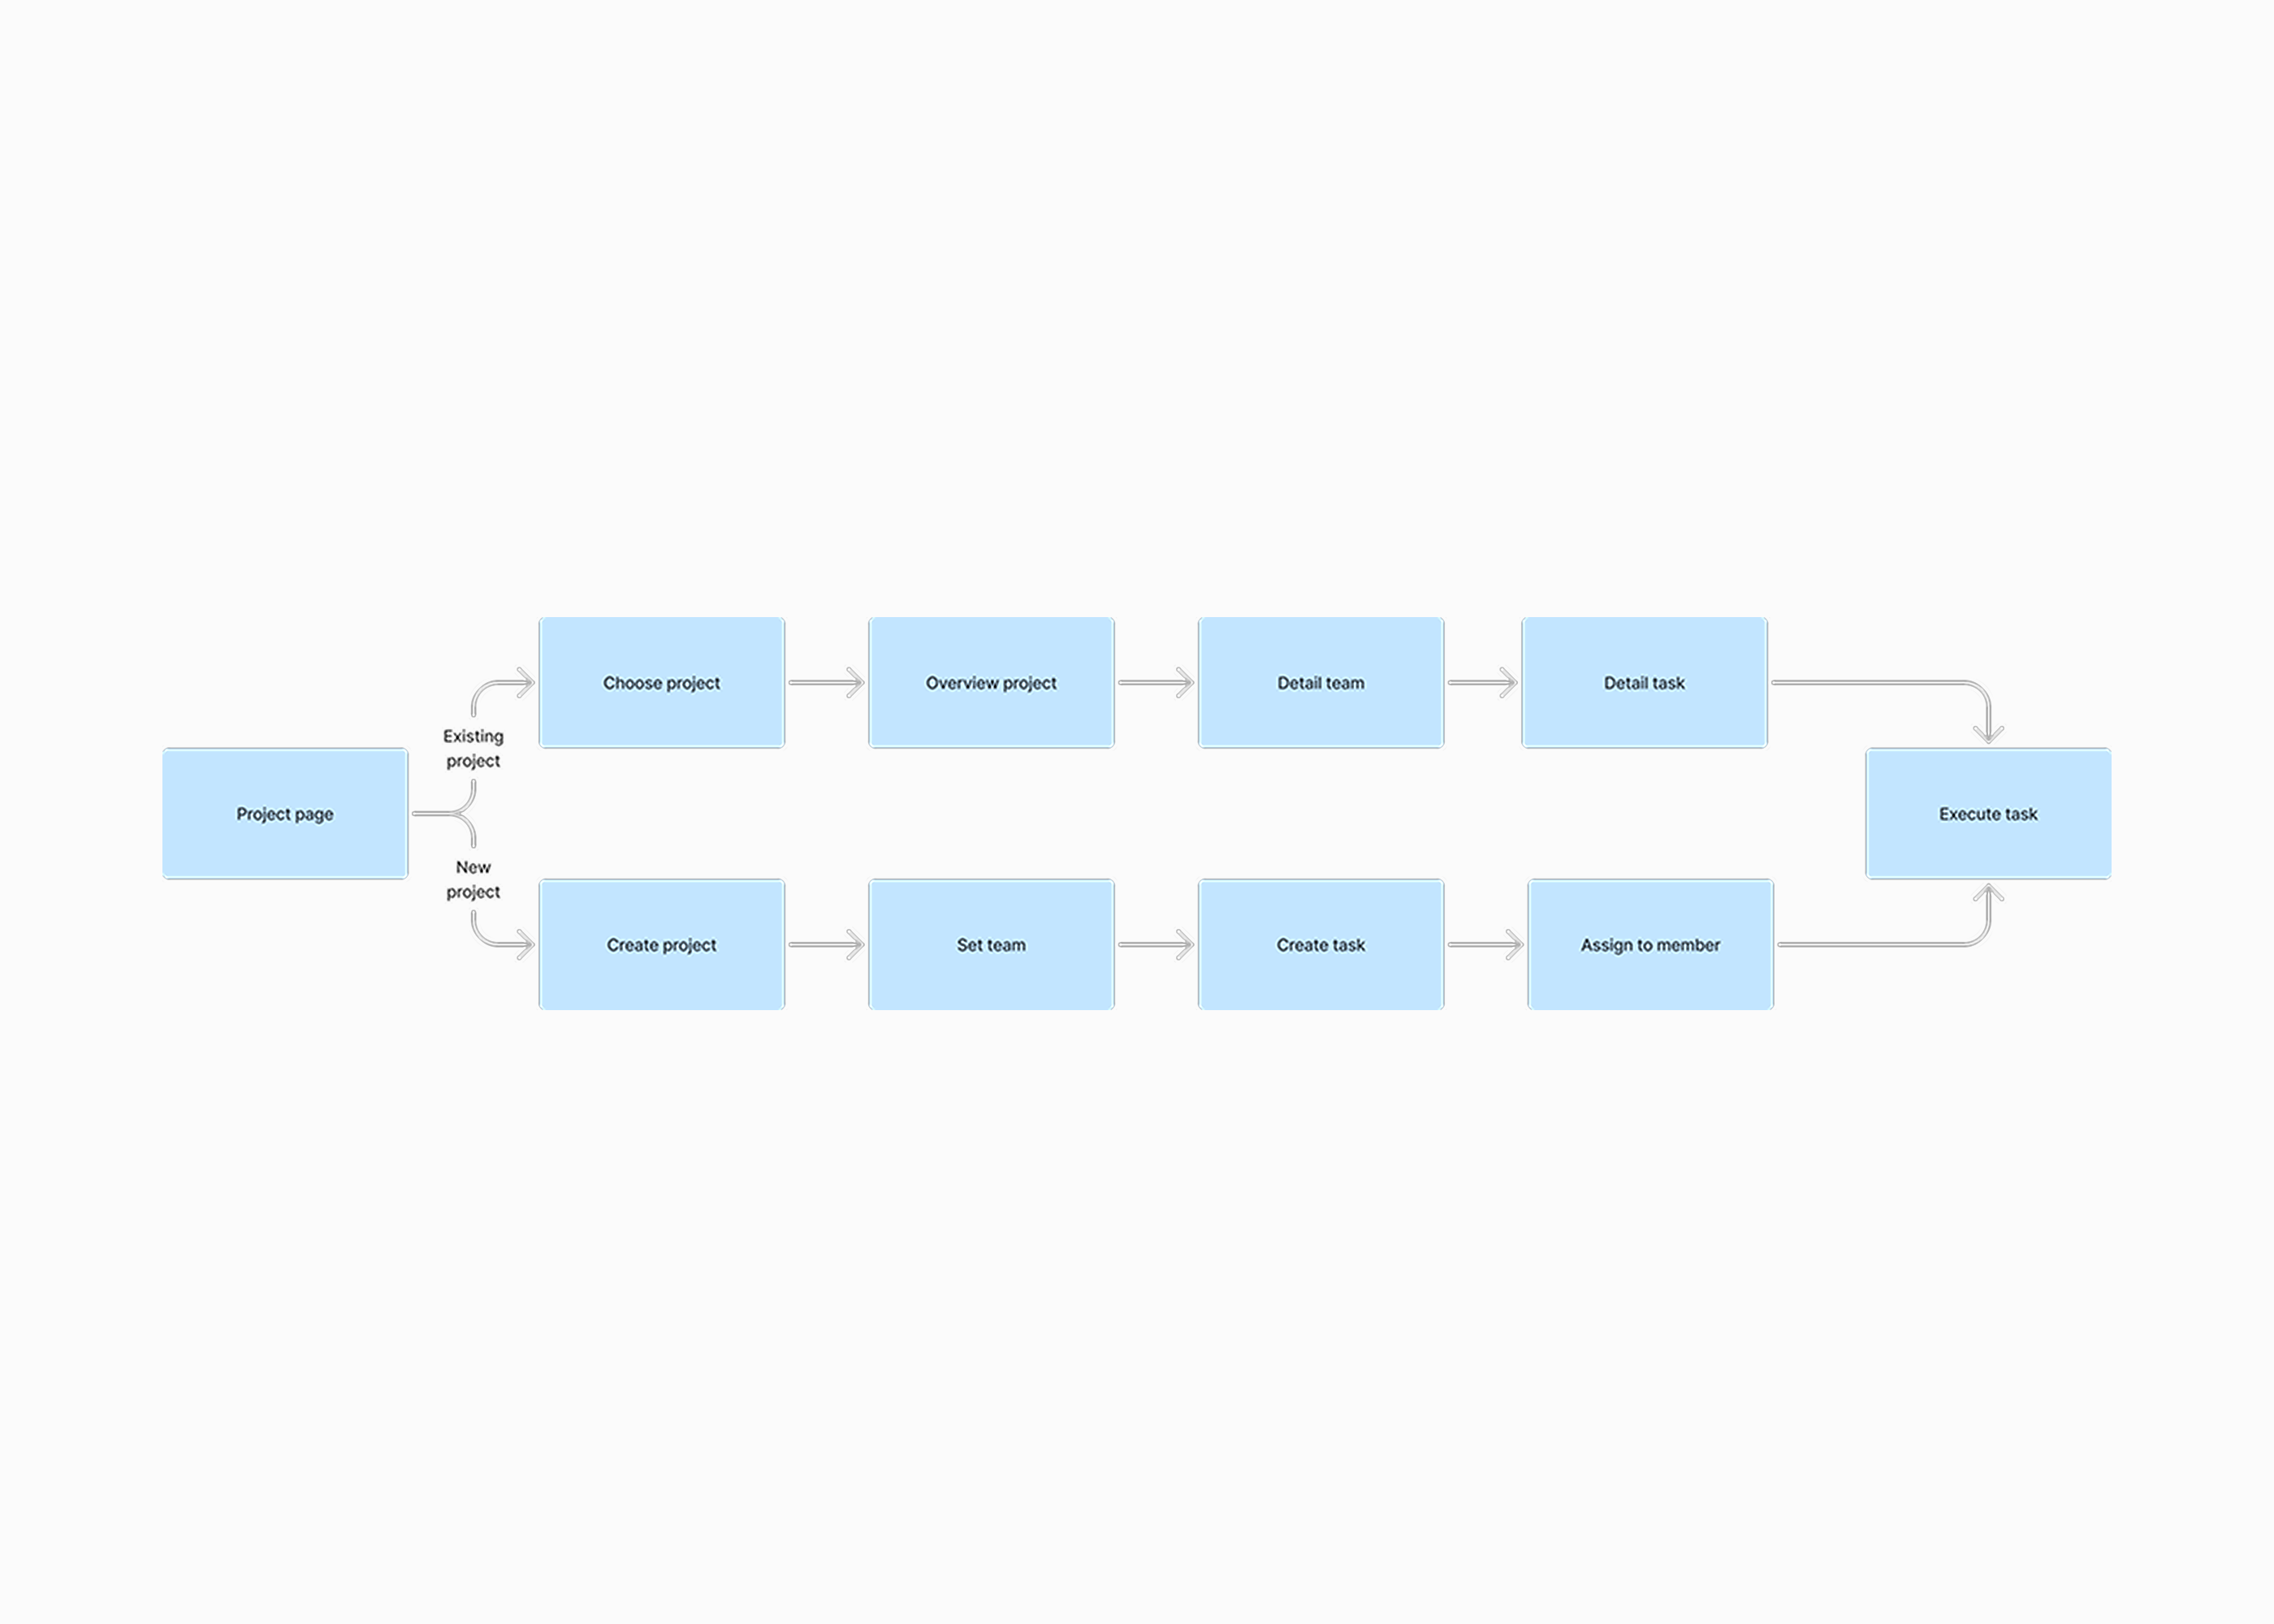 Choose project
Overview project
Detail team
Detail task
Existing
project
Project page
Execute task
New
project
Create project
Set team
Create task
Assign to member